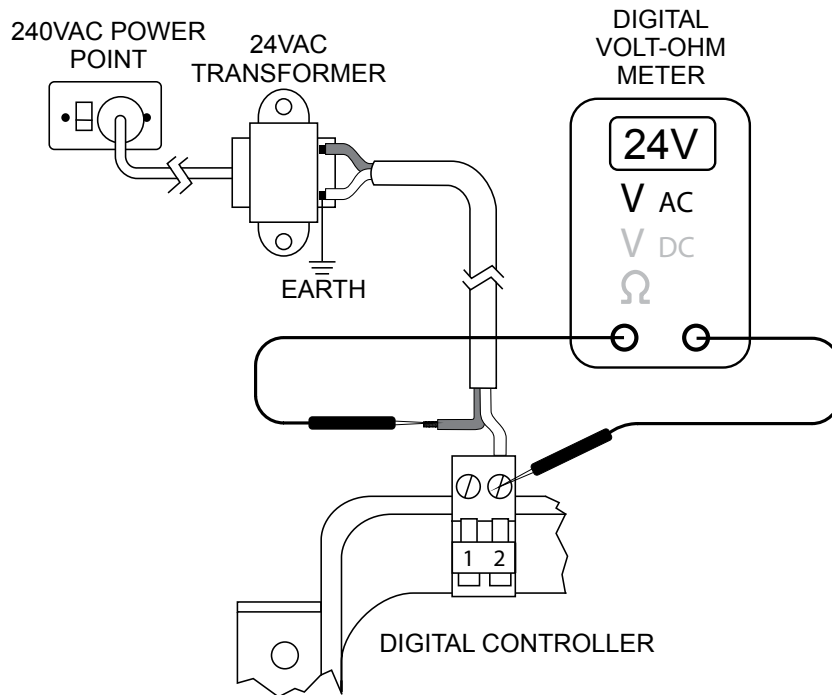 240VAC POWER
POINT
24VAC
TRANSFORMER
DIGITAL
VOLT-OHM
METER
24V
V AC
V DC
Ω
EARTH
1 2
DIGITAL CONTROLLER